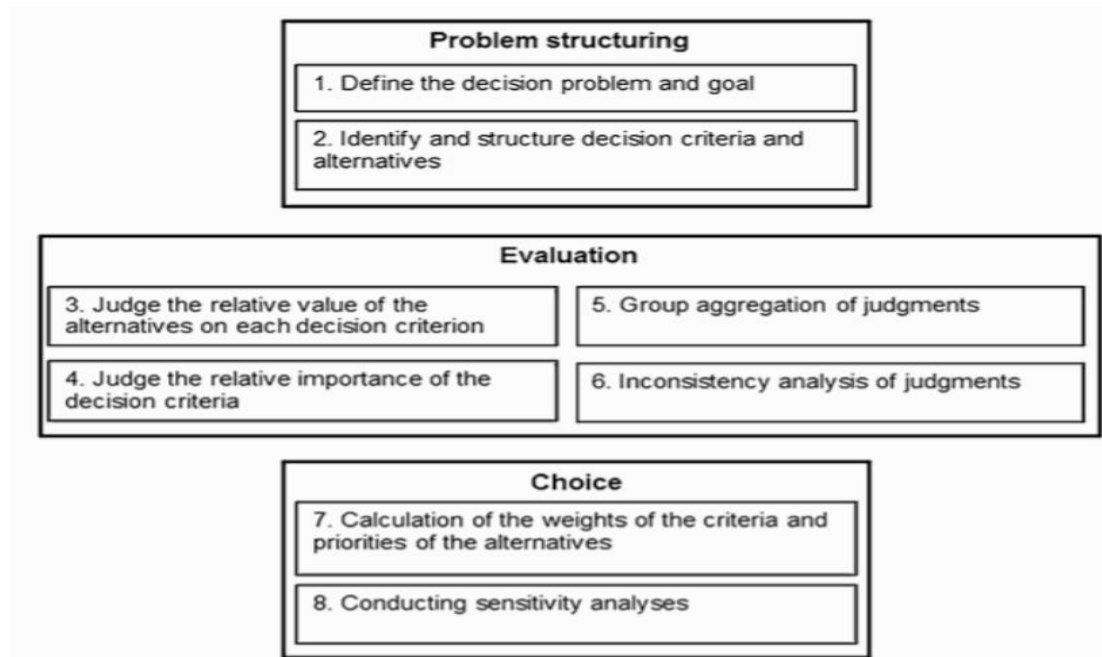 Problem structuring
1. Define the decision problem and goal
2. Identify and structure decision criteria and
alternatives
Evaluation
3. Judge the relative value of the
alternatives on each decision criterion
4. Judge the relative importance of the
decision criteria
5. Group aggregation of judgments
6. Inconsistency analysis of judgments
Choice
7. Calculation of the weights of the criteria and
priorities of the alternatives
8. Conducting sensitivity analyses